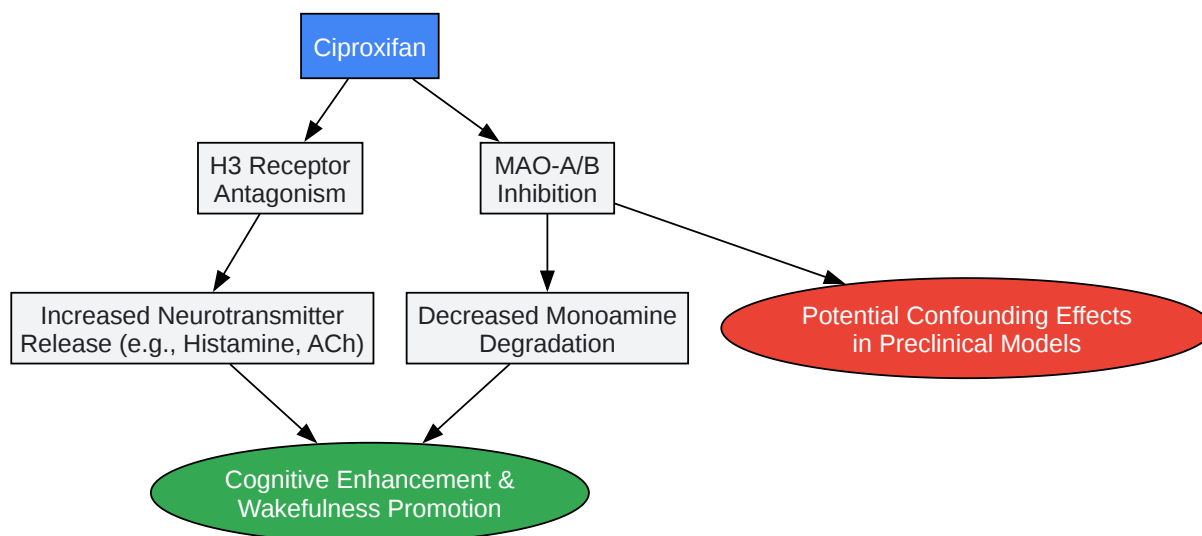 Ciproxifan
H3 Receptor
Antagonism
MAO-A/B
Inhibition
Increased Neurotransmitter
Release (e.g., Histamine, ACh)
Decreased Monoamine
Degradation
Potential Confounding Effects
in Preclinical Models
Cognitive Enhancement &
Wakefulness Promotion